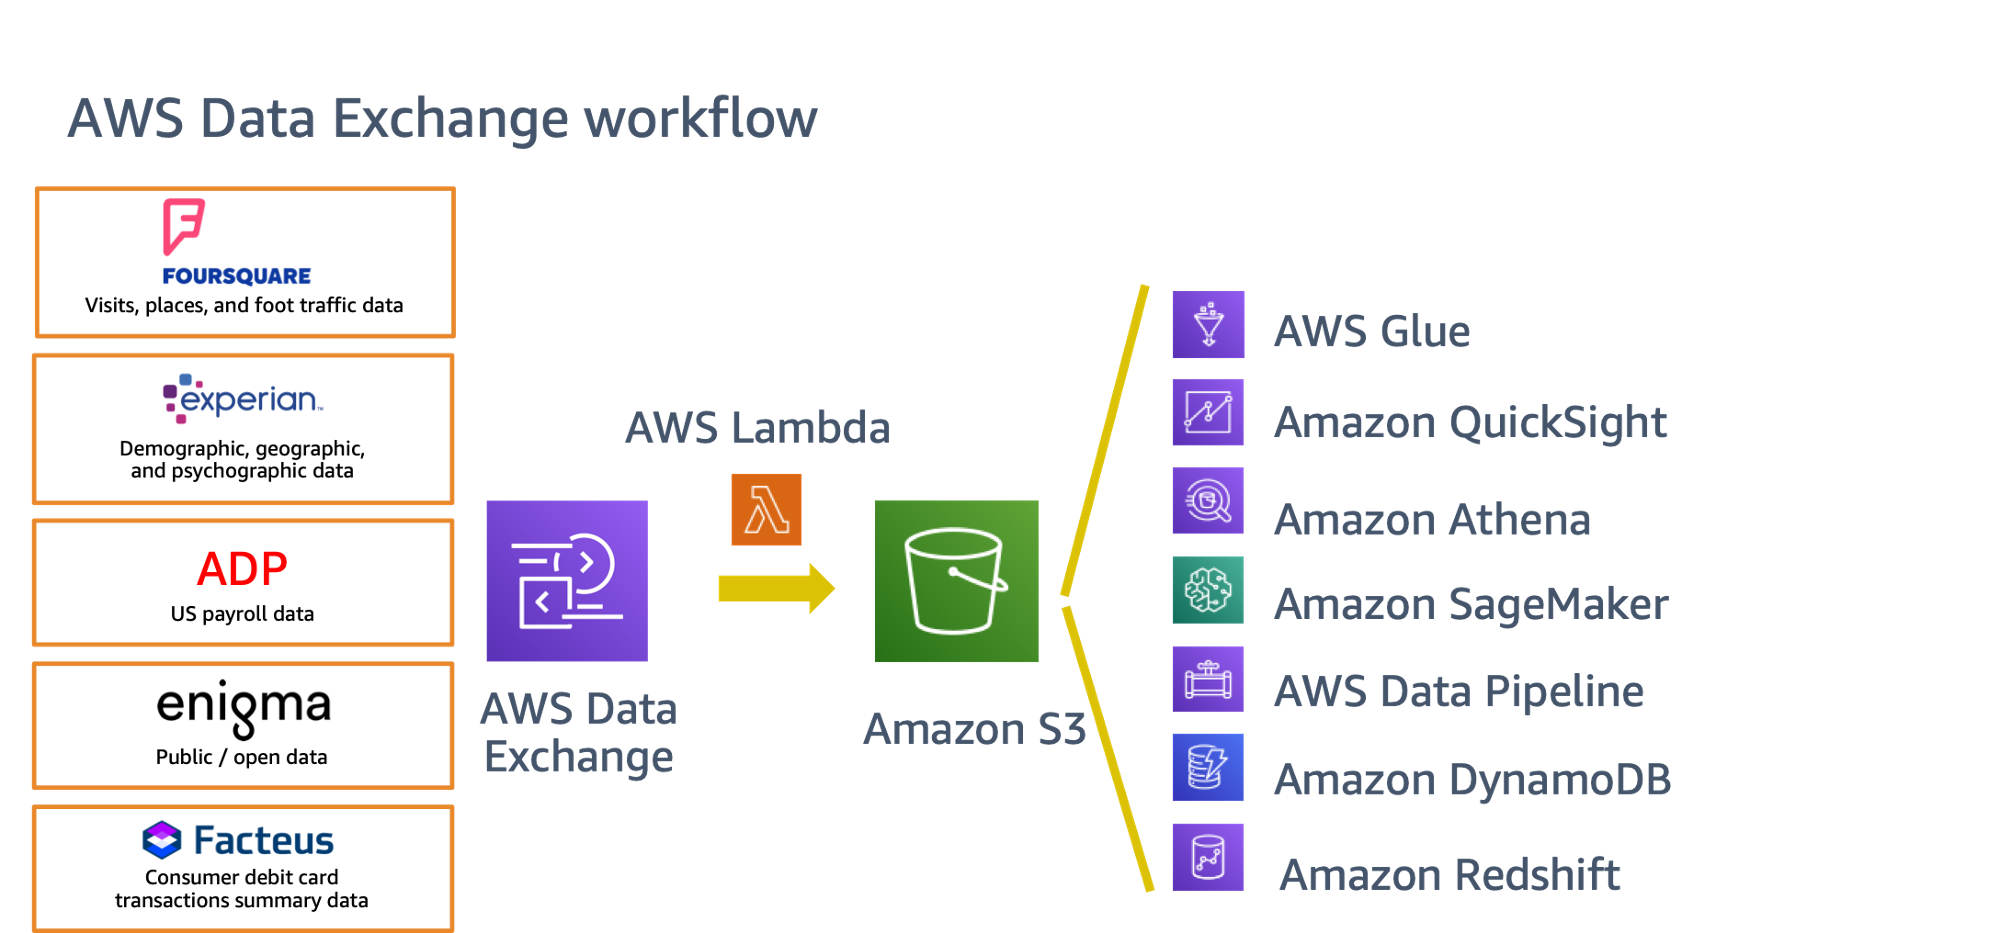 AWS Data Exchange workflow
FOURSQUARE
Visits, places, and foot traffic data
experian™
Demographic, geographic,
and psychographic data
ADP
US payroll data
enigma
Public / open data
Facteus
Consumer debit card
transactions summary data
AWS Data
Exchange
AWS Lambda
Amazon S3
AWS Glue
Amazon QuickSight
Amazon Athena
Amazon SageMaker
AWS Data Pipeline
Amazon DynamoDB
Amazon Redshift